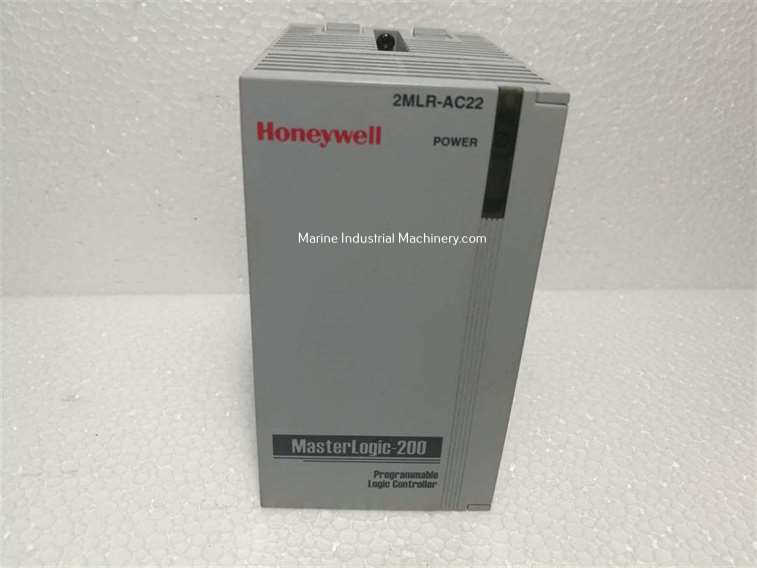 2MLR-AC22
Honeywell
POWER
Marine Industrial Machinery.com
MasterLogic-200
Programmable
Logic Controller